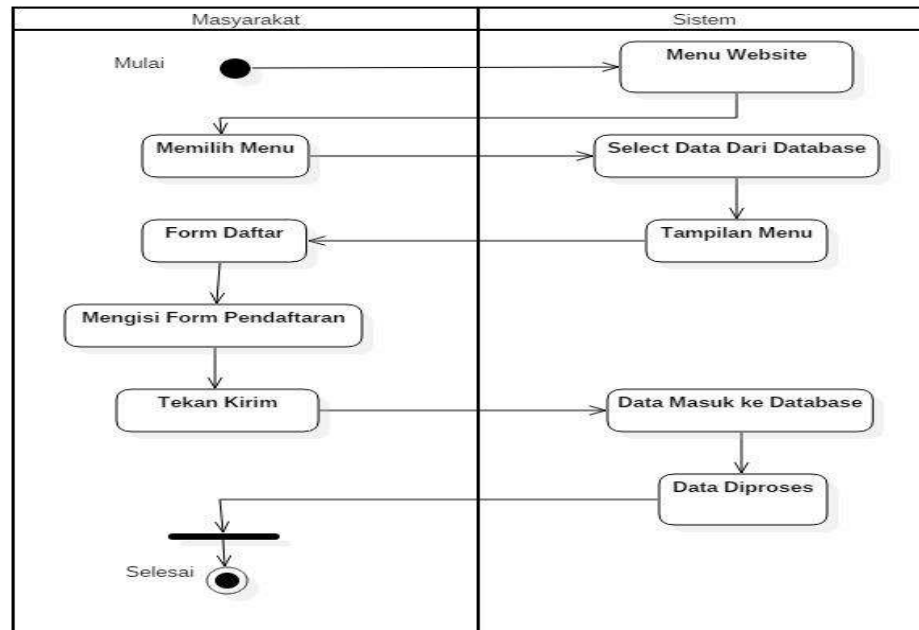 Masyarakat
Sistem
Mulai
Menu Website
Memilih Menu
Select Data Dari Database
Form Daftar
Tampilan Menu
Mengisi Form Pendaftaran
Tekan Kirim
Data Masuk ke Database
Data Diproses
Selesai